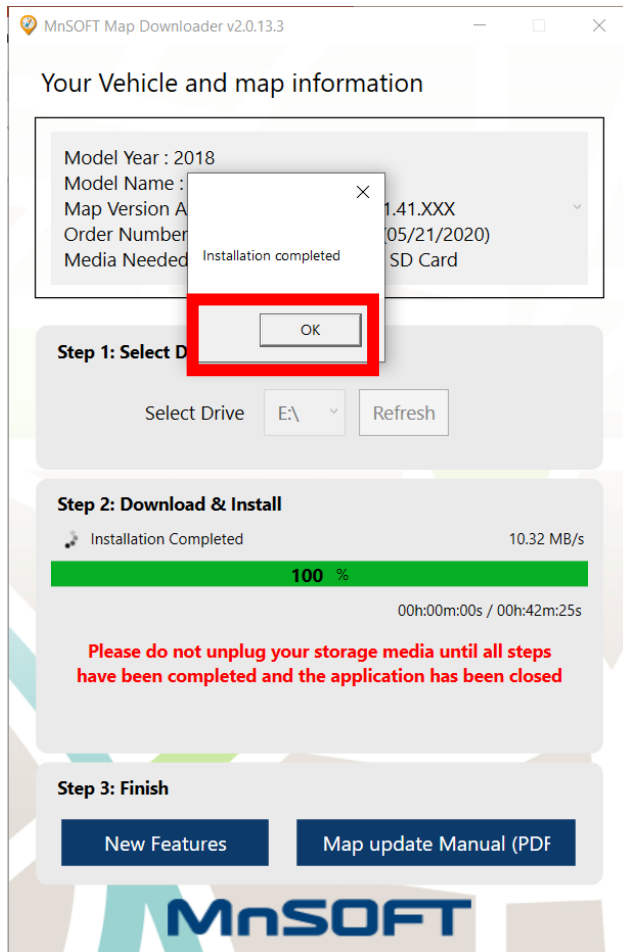 MnSOFT Map Downloader v2.0.13.3
Your Vehicle and map information
Model Year : 2018
Model Name :
Map Version A 1.41.XXX
Order Number (05/21/2020)
Media Needed SD Card
Installation completed
OK
Step 1: Select D
Select Drive E:\ Refresh
Step 2: Download & Install
Installation Completed 10.32 MB/s
100 %
00h:00m:00s / 00h:42m:25s
Please do not unplug your storage media until all steps
have been completed and the application has been closed
Step 3: Finish
New Features Map update Manual (PDF
MnSOFT